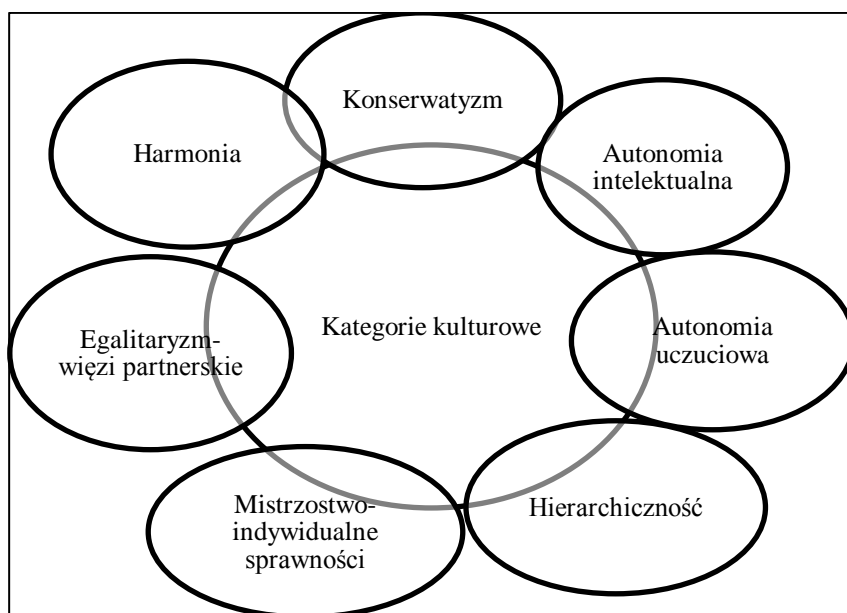 Konserwatyzm
Harmonia
Autonomia
intelektualna
Kategorie kulturowe
Autonomia
uczuciowa
Egalitaryzm-
więzi partnerskie
Hierarchiczność
Mistrzostwo-
indywidualne
sprawności